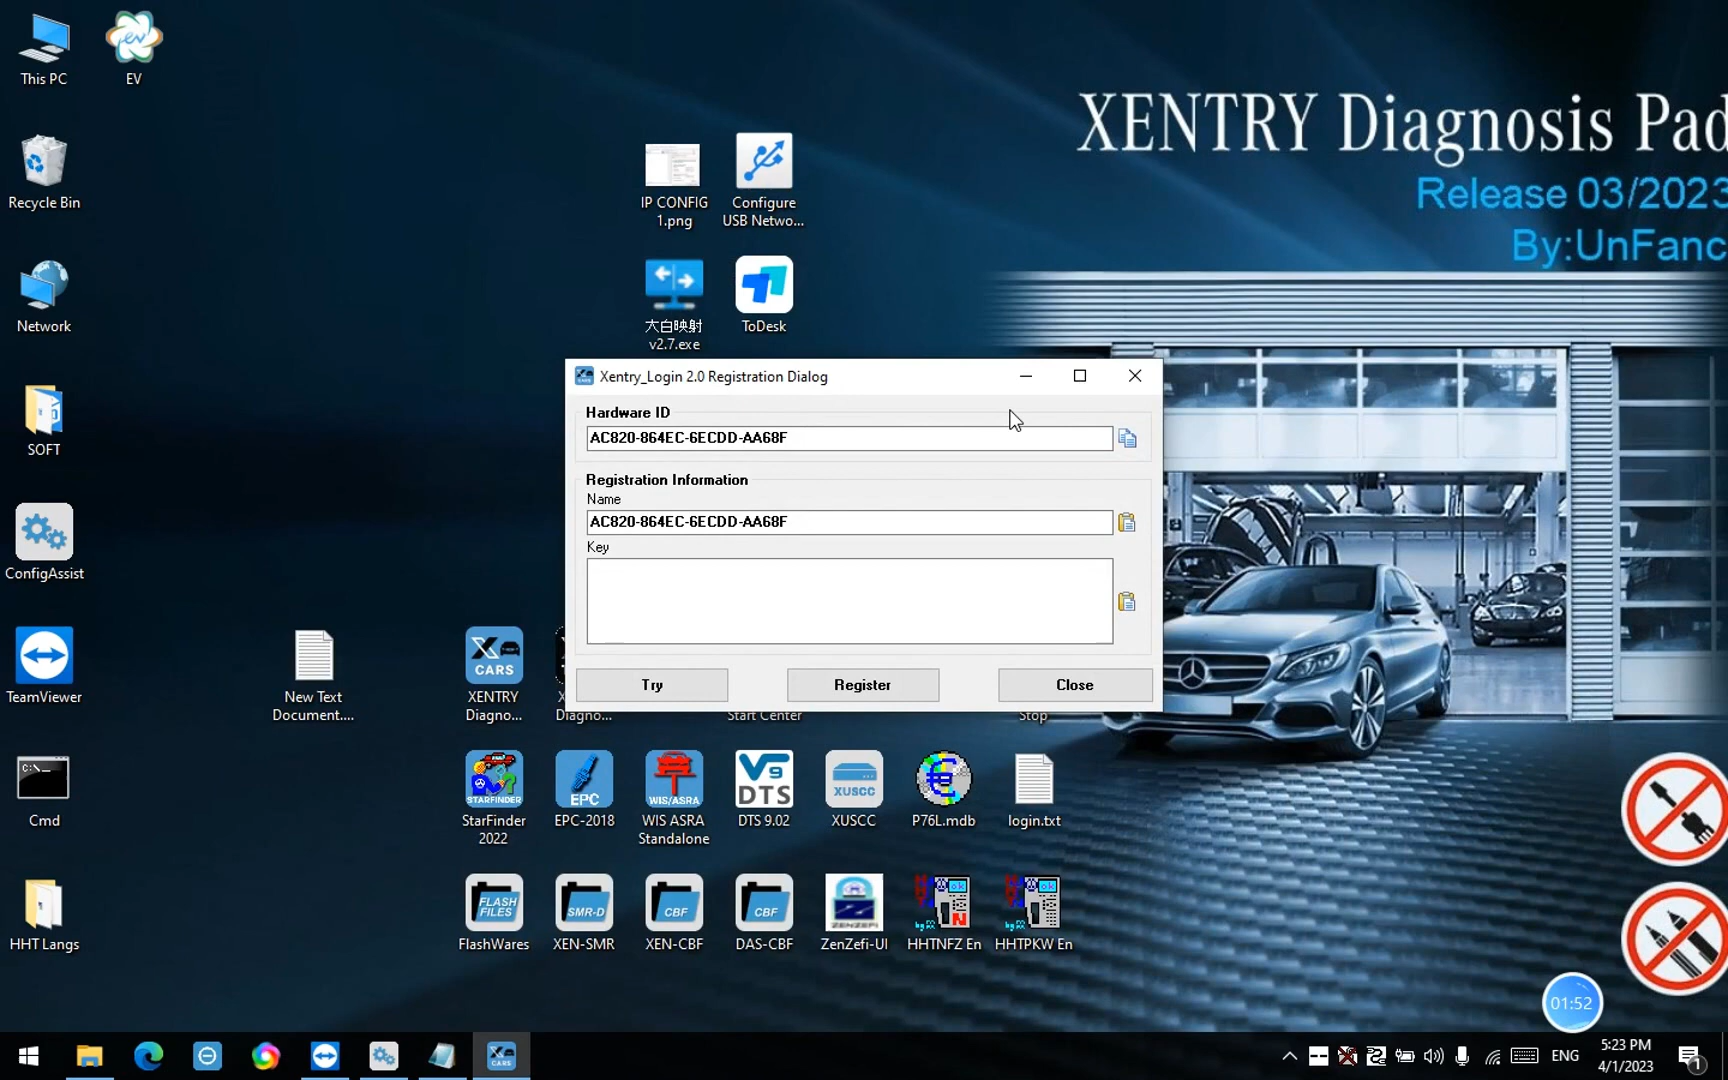 This PC
EV
Recycle Bin
Network
SOFT
ConfigAssist
TeamViewer
Cmd
HHT Langs
New Text
Document....
IP CONFIG
1.png
Configure
USB Netwo...
大白映射
v2.7.exe
ToDesk
XENTRY Diagnosis Pad
Release 03/2023
By:UnFanc
Xentry_Login 2.0 Registration Dialog
Hardware ID
AC820-864EC-6ECDD-AA68F
Registration Information
Name
AC820-864EC-6ECDD-AA68F
Key
Try
Register
Close
CARS
XENTRY
Diagno...
Diagno...
Start Center
Stop
STARFINDER
StarFinder
2022
EPC
EPC-2018
WIS/ASRA
WIS ASRA
Standalone
V9
DTS
DTS 9.02
XUSCC
XUSCC
P76L.mdb
login.txt
FLASH
FILES
FlashWares
SMR-D
XEN-SMR
CBF
XEN-CBF
CBF
DAS-CBF
ZenZefi-UI
HHTNFZ En
HHTPKW En
01:52
ENG
5:23 PM
4/1/2023
1